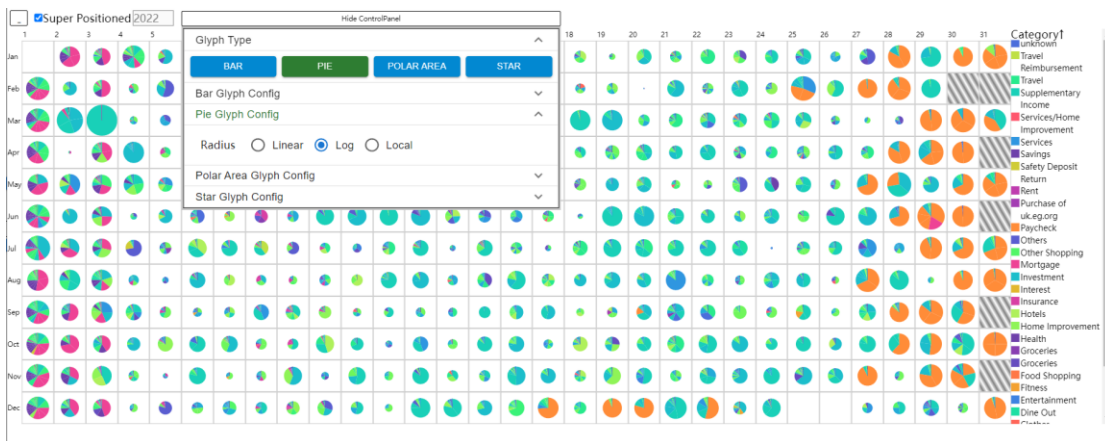 _ Super Positioned 2022 Hide ControlPanel
1 2 3 4 5 18 19 20 21 22 23 24 25 26 27 28 29 30 31
Glyph Type
BAR PIE POLAR AREA STAR
Bar Glyph Config
Pie Glyph Config
Radius Linear Log Local
Polar Area Glyph Config
Star Glyph Config
Jan
Feb
Mar
Apr
May
Jun
Jul
Aug
Sep
Oct
Nov
Dec
Category↑
unknown
Travel
Reimbursement
Travel
Supplementary
Income
Services/Home
Improvement
Services
Savings
Safety Deposit
Return
Rent
Purchase of
uk.eg.org
Paycheck
Others
Other Shopping
Mortgage
Investment
Interest
Insurance
Hotels
Home Improvement
Health
Groceries
Groceries
Food Shopping
Fitness
Entertainment
Dine Out
Clothes